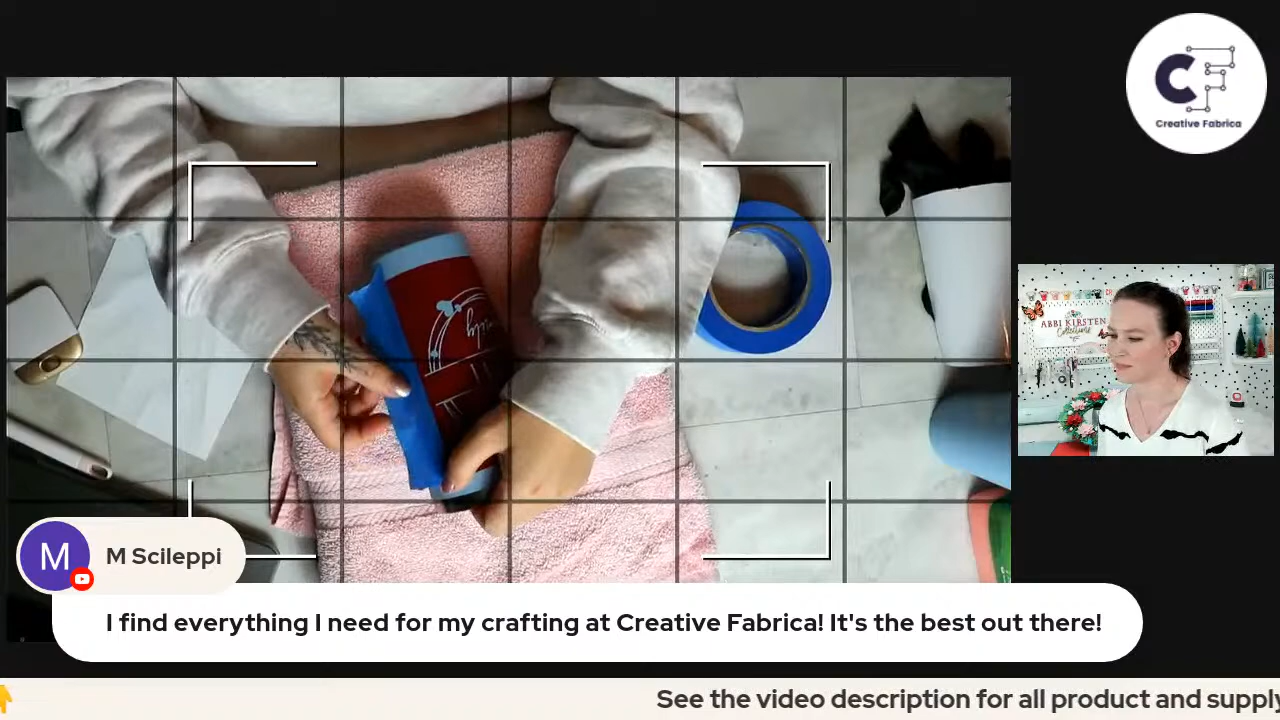 Creative Fabrica
ABBI KIRSTEN
Collections
M
M Scileppi
I find everything I need for my crafting at Creative Fabrica! It's the best out there!
See the video description for all product and supply